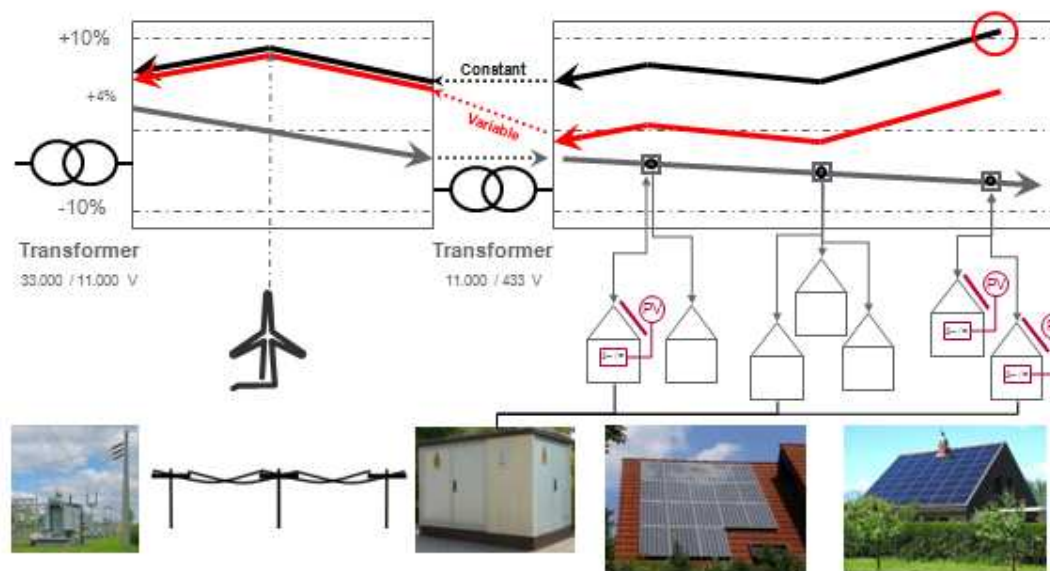 +10%
Constant
+4%
Variable
-10%
Transformer
33.000 / 11.000 V
Transformer
11.000 / 433 V
PV
PV